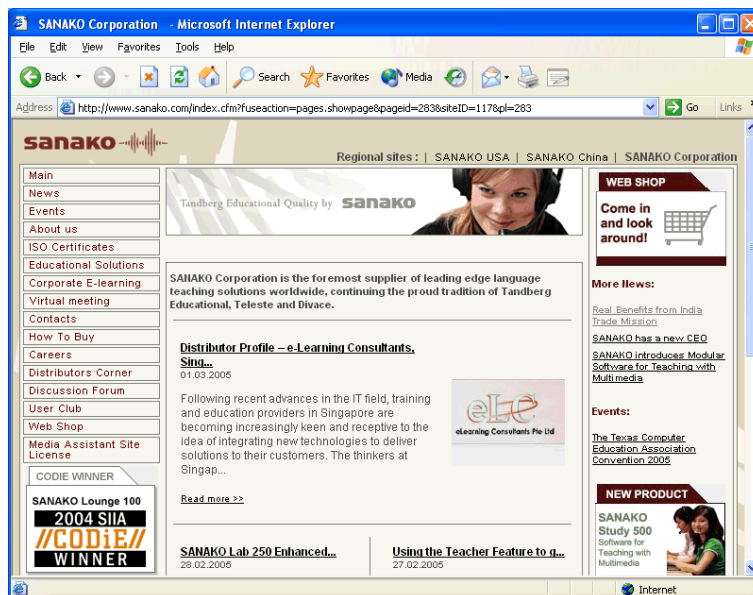 SANAKO Corporation - Microsoft Internet Explorer
File Edit View Favorites Tools Help
Back Search Favorites Media
Address http://www.sanako.com/index.cfm?fuseaction=pages.showpage&pageid=283&siteID=117&pl=283 Go Links
sanako
Regional sites : | SANAKO USA | SANAKO China | SANAKO Corporation
Main
News
Events
About us
ISO Certificates
Educational Solutions
Corporate E-learning
Virtual meeting
Contacts
How To Buy
Careers
Distributors Corner
Discussion Forum
User Club
Web Shop
Media Assistant Site
License
CODIE WINNER
SANAKO Lounge 100
2004 SIIA
//CODiE//
WINNER
Tandberg Educational Quality by sanako
SANAKO Corporation is the foremost supplier of leading edge language
teaching solutions worldwide, continuing the proud tradition of Tandberg
Educational, Teleste and Divace.
Distributor Profile – e-Learning Consultants,
Sing...
01.03.2005
Following recent advances in the IT field, training
and education providers in Singapore are
becoming increasingly keen and receptive to the
idea of integrating new technologies to deliver
solutions to their customers. The thinkers at
Singap...
Read more >>
eLC
eLearning Consultants Pte Ltd
SANAKO Lab 250 Enhanced...
28.02.2005
Using the Teacher Feature to g...
27.02.2005
WEB SHOP
Come in
and look
around!
More News:
Real Benefits from India
Trade Mission
SANAKO has a new CEO
SANAKO introduces Modular
Software for Teaching with
Multimedia
Events:
The Texas Computer
Education Association
Convention 2005
NEW PRODUCT
SANAKO
Study 500
Software for
Teaching with
Multimedia
Internet